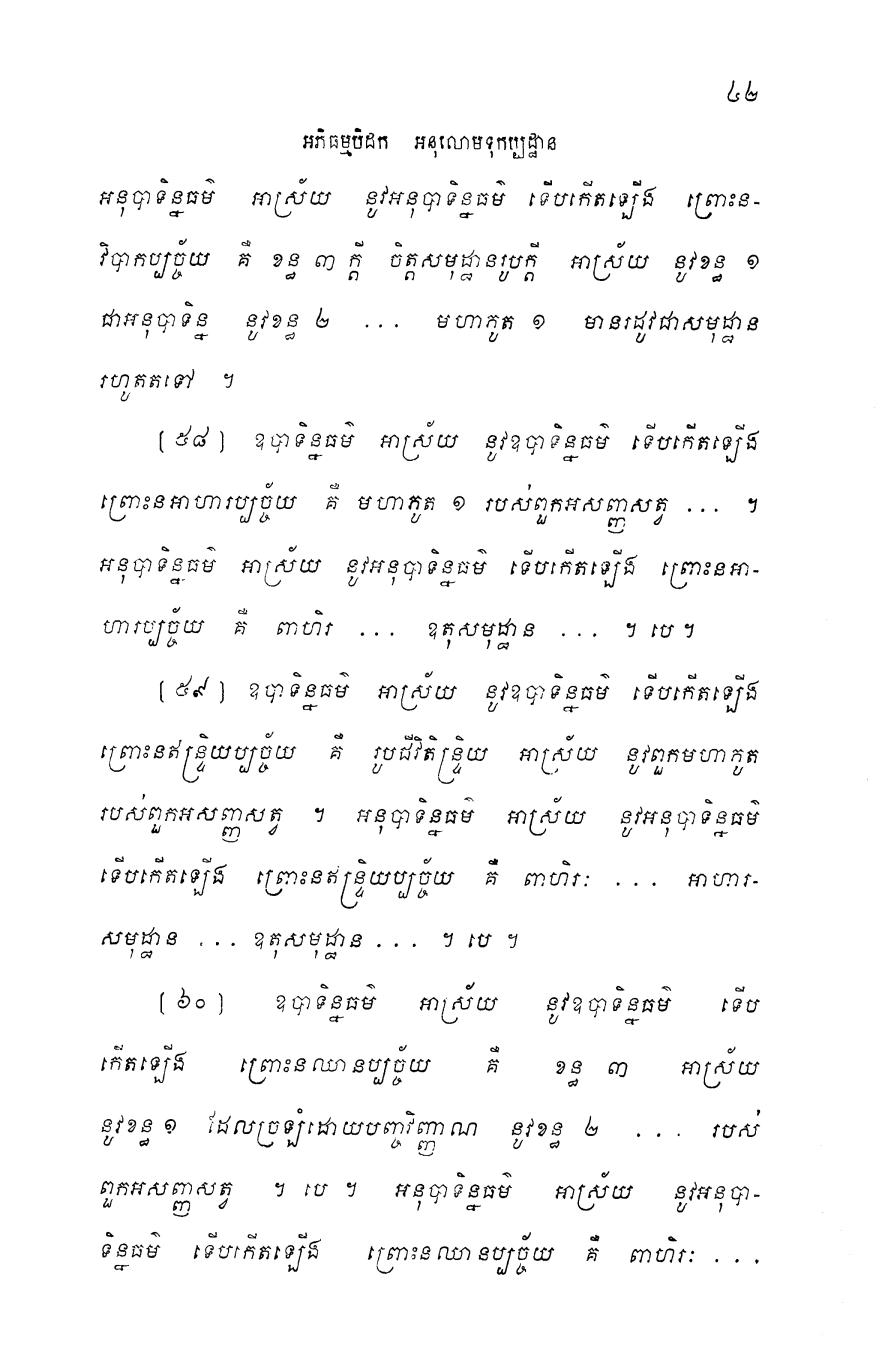 ៤២
អភិធម្មបិដក អនុលោមទុកប្បដ្ឋាន
អនុបាទិន្នធម៌ អាស្រ័យ នូវអនុបាទិន្នធម៌ ទើបកើតឡើង ព្រោះន-
វិបាកប្បច្ច័យ គឺ ខន្ធ ៣ ក្តី ចិត្តសមុដ្ឋានរូបក្តី អាស្រ័យ នូវខន្ធ ១
ជាអនុបាទិន្ន នូវខន្ធ ២ ... មហាភូត ១ មានរដូវជាសមុដ្ឋាន
រហូតតទៅ ។
(៥៨) ឧបាទិន្នធម៌ អាស្រ័យ នូវឧបាទិន្នធម៌ ទើបកើតឡើង
ព្រោះនអាហារប្បច្ច័យ គឺ មហាភូត ១ របស់ពួកអសញ្ញសត្វ ... ។
អនុបាទិន្នធម៌ អាស្រ័យ នូវអនុបាទិន្នធម៌ ទើបកើតឡើង ព្រោះនអា-
ហារប្បច្ច័យ គឺ ពាហិរ ... ឧតុសមុដ្ឋាន ... ។ បេ ។
(៥៩) ឧបាទិន្នធម៌ អាស្រ័យ នូវឧបាទិន្នធម៌ ទើបកើតឡើង
ព្រោះនឥន្ទ្រិយប្បច្ច័យ គឺ រូបជីវិតិន្ទ្រិយ អាស្រ័យ នូវពួកមហាភូត
របស់ពួកអសញ្ញសត្វ ។ អនុបាទិន្នធម៌ អាស្រ័យ នូវអនុបាទិន្នធម៌
ទើបកើតឡើង ព្រោះនឥន្ទ្រិយប្បច្ច័យ គឺ ពាហិរៈ ... អាហារ-
សមុដ្ឋាន ... ឧតុសមុដ្ឋាន ... ។ បេ ។
(៦០) ឧបាទិន្នធម៌ អាស្រ័យ នូវឧបាទិន្នធម៌ ទើប
កើតឡើង ព្រោះនឈានប្បច្ច័យ គឺ ខន្ធ ៣ អាស្រ័យ
នូវខន្ធ ១ ដែលច្រឡំដោយបញ្ចវិញ្ញាណ នូវខន្ធ ២ ... របស់
ពួកអសញ្ញសត្វ ។ បេ ។ អនុបាទិន្នធម៌ អាស្រ័យ នូវអនុបា-
ទិន្នធម៌ ទើបកើតឡើង ព្រោះនឈានប្បច្ច័យ គឺ ពាហិរៈ ...